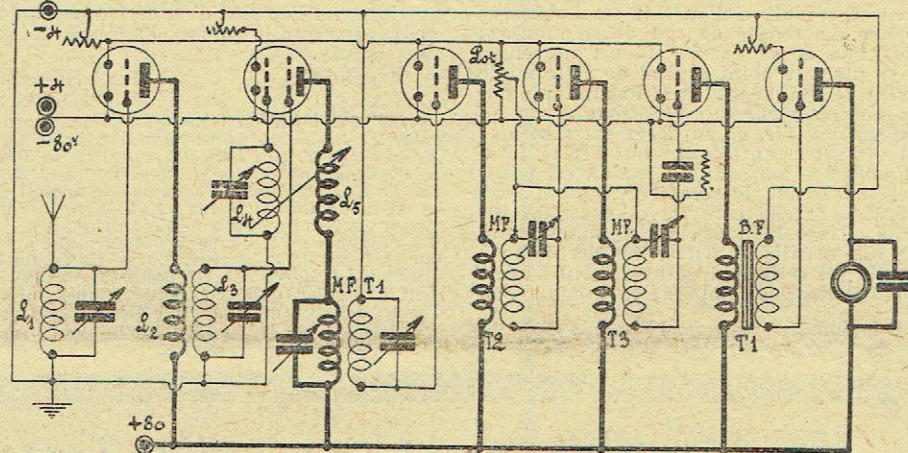 -4
+4
-80v
Pot
L4
L5
L1
L2
L3
MF. T1
MF.
T2
MF.
T3
B.F
T1
+80